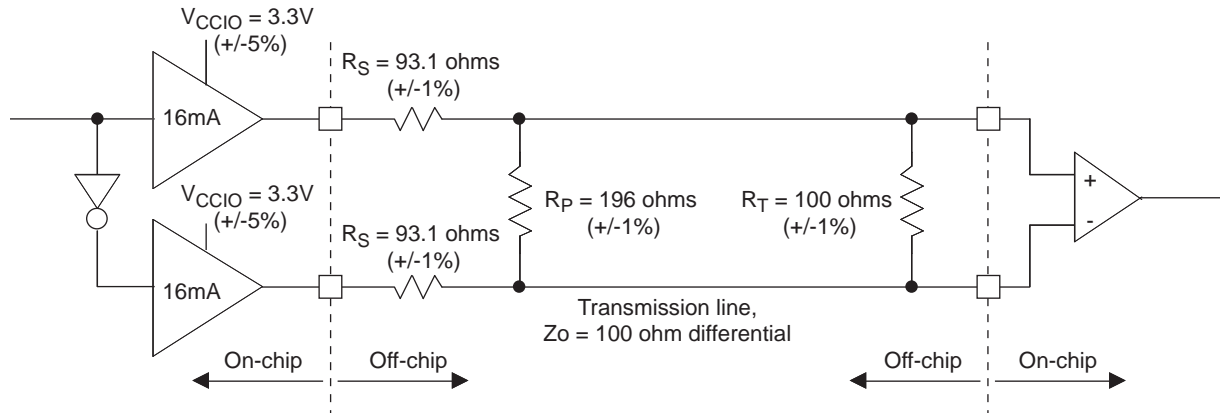 VCCIO = 3.3V
(+/-5%)
16mA
RS = 93.1 ohms
(+/-1%)
VCCIO = 3.3V
(+/-5%)
16mA
RS = 93.1 ohms
(+/-1%)
RP = 196 ohms
(+/-1%)
RT = 100 ohms
(+/-1%)
+
-
Transmission line,
Zo = 100 ohm differential
On-chip
Off-chip
Off-chip
On-chip